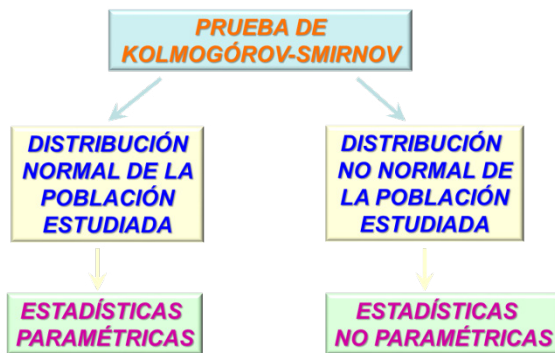 PRUEBA DE
KOLMOGÓROV-SMIRNOV
DISTRIBUCIÓN
NORMAL DE LA
POBLACIÓN
ESTUDIADA
DISTRIBUCIÓN
NO NORMAL DE
LA POBLACIÓN
ESTUDIADA
ESTADÍSTICAS
PARAMÉTRICAS
ESTADÍSTICAS
NO PARAMÉTRICAS